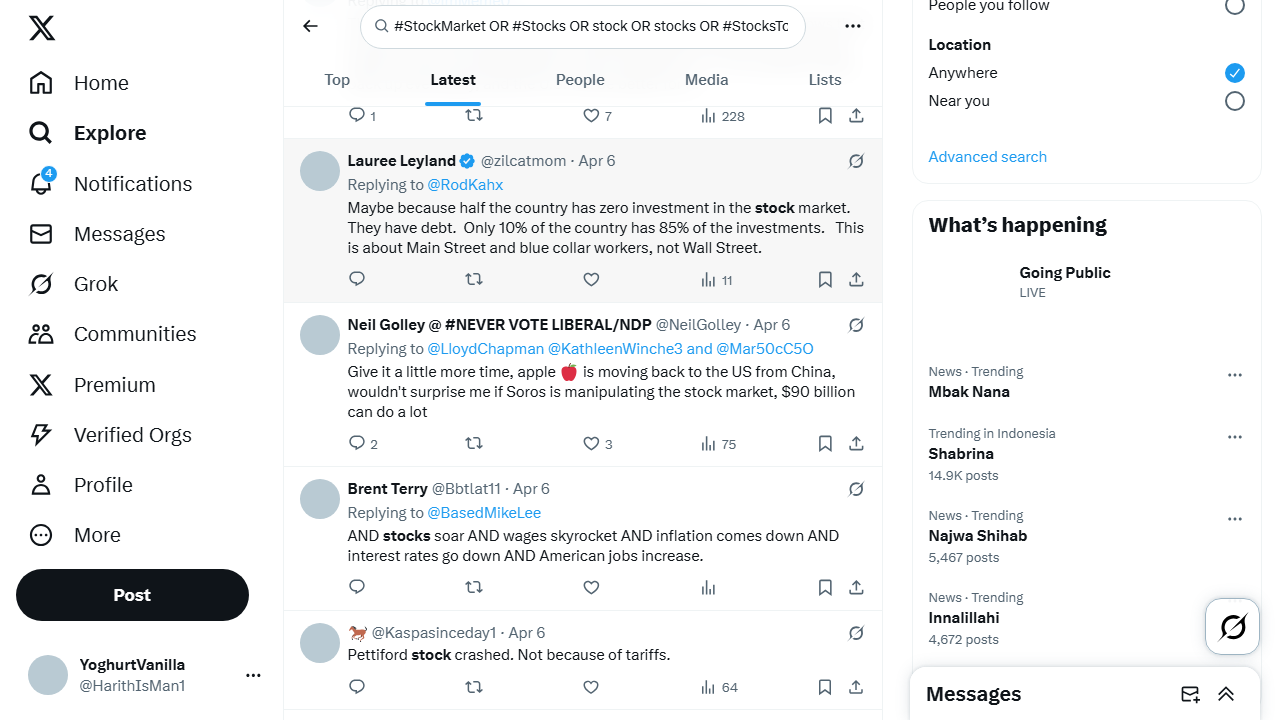 Home
Explore
4
Notifications
Messages
Grok
Communities
Premium
Verified Orgs
Profile
More
Post
YoghurtVanilla
@HarithIsMan1
#StockMarket OR #Stocks OR stock OR stocks OR #StocksTo
Top Latest People Media Lists
1 7 228
Lauree Leyland @zilcatmom · Apr 6
Replying to @RodKahx
Maybe because half the country has zero investment in the stock market.
They have debt. Only 10% of the country has 85% of the investments. This
is about Main Street and blue collar workers, not Wall Street.
11
Neil Golley @ #NEVER VOTE LIBERAL/NDP @NeilGolley · Apr 6
Replying to @LloydChapman @KathleenWinche3 and @Mar50cC5O
Give it a little more time, apple 🍎 is moving back to the US from China,
wouldn't surprise me if Soros is manipulating the stock market, $90 billion
can do a lot
2 3 75
Brent Terry @Bbtlat11 · Apr 6
Replying to @BasedMikeLee
AND stocks soar AND wages skyrocket AND inflation comes down AND
interest rates go down AND American jobs increase.
🐎 @Kaspasinceday1 · Apr 6
Pettiford stock crashed. Not because of tariffs.
64
People you follow
Location
Anywhere
Near you
Advanced search
What's happening
Going Public
LIVE
News · Trending
Mbak Nana
Trending in Indonesia
Shabrina
14.9K posts
News · Trending
Najwa Shihab
5,467 posts
News · Trending
Innalillahi
4,672 posts
Messages